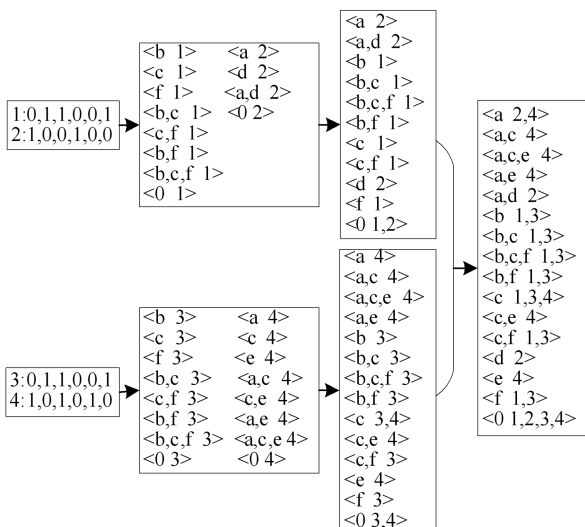 1:0,1,1,0,0,1
2:1,0,0,1,0,0
<b  1>
<c  1>
<f  1>
<b,c  1>
<c,f  1>
<b,f  1>
<b,c,f  1>
<0  1>
<a  2>
<d  2>
<a,d  2>
<0 2>
<a  2>
<a,d  2>
<b  1>
<b,c  1>
<b,c,f  1>
<b,f  1>
<c  1>
<c,f  1>
<d  2>
<f  1>
<0 1,2>
3:0,1,1,0,0,1
4:1,0,1,0,1,0
<b  3>
<c  3>
<f  3>
<b,c  3>
<c,f  3>
<b,f  3>
<b,c,f  3>
<0 3>
<a  4>
<c  4>
<e  4>
<a,c  4>
<c,e  4>
<a,e  4>
<a,c,e 4>
<0 4>
<a  4>
<a,c  4>
<a,c,e  4>
<a,e  4>
<b  3>
<b,c  3>
<b,c,f  3>
<b,f  3>
<c  3,4>
<c,e  4>
<c,f  3>
<e  4>
<f  3>
<0 3,4>
<a  2,4>
<a,c  4>
<a,c,e  4>
<a,e  4>
<a,d  2>
<b  1,3>
<b,c  1,3>
<b,c,f  1,3>
<b,f  1,3>
<c  1,3,4>
<c,e  4>
<c,f  1,3>
<d  2>
<e  4>
<f  1,3>
<0 1,2,3,4>